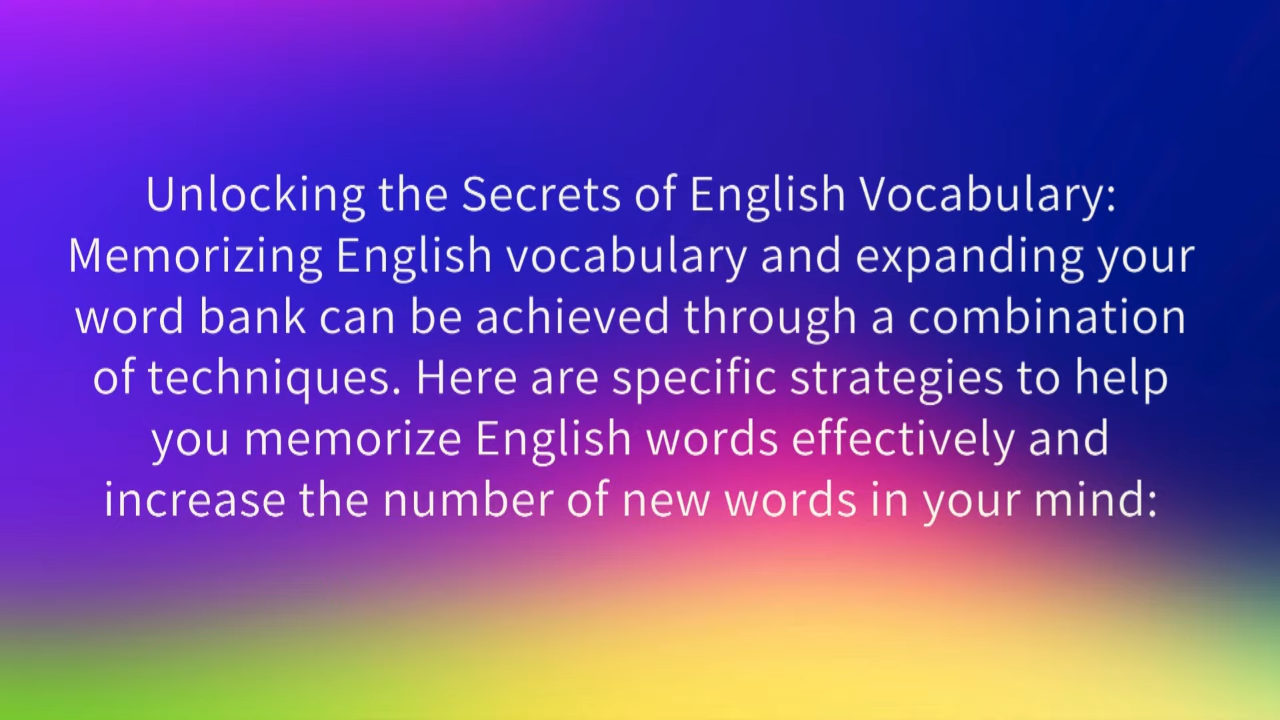 Unlocking the Secrets of English Vocabulary:
Memorizing English vocabulary and expanding your
word bank can be achieved through a combination
of techniques. Here are specific strategies to help
you memorize English words effectively and
increase the number of new words in your mind: